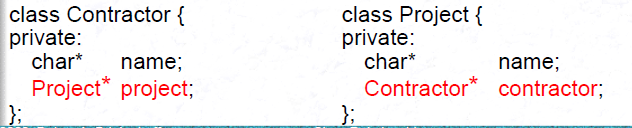 class Contractor {
private:
char* name;
Project* project;
};
class Project {
private:
char* name;
Contractor* contractor;
};